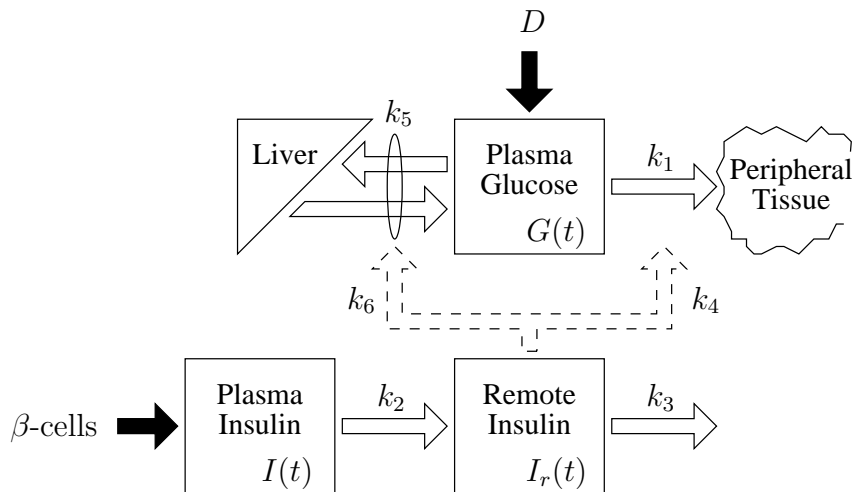 D
k₅
Liver
Plasma
Glucose
G(t)
k₁
Peripheral
Tissue
k₆
k₄
β-cells
Plasma
Insulin
I(t)
k₂
Remote
Insulin
Iᵣ(t)
k₃